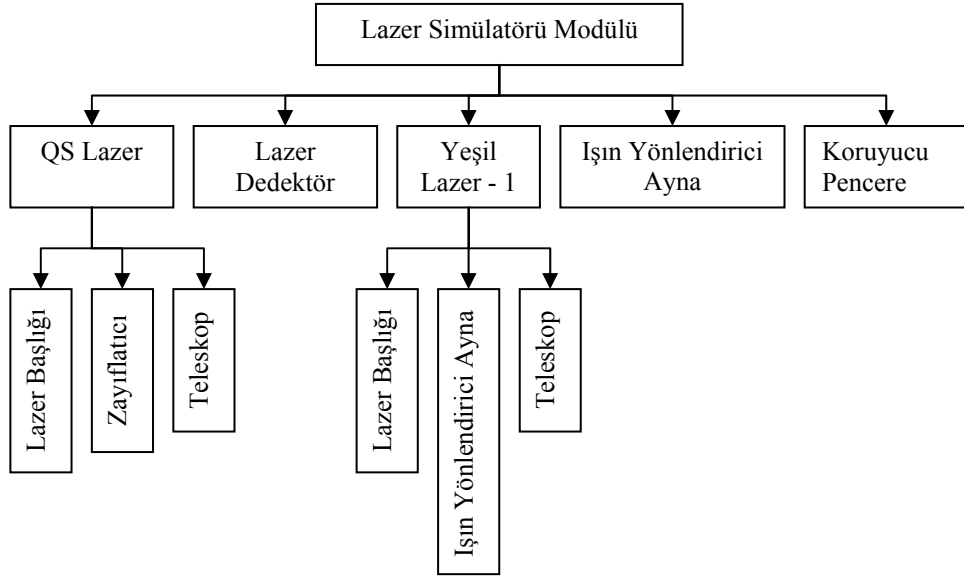 Lazer Simülatörü Modülü
QS Lazer
Lazer
Dedektör
Yeşil
Lazer - 1
Işın Yönlendirici
Ayna
Koruyucu
Pencere
Lazer Başlığı
Zayıflatıcı
Teleskop
Lazer Başlığı
Işın Yönlendirici Ayna
Teleskop